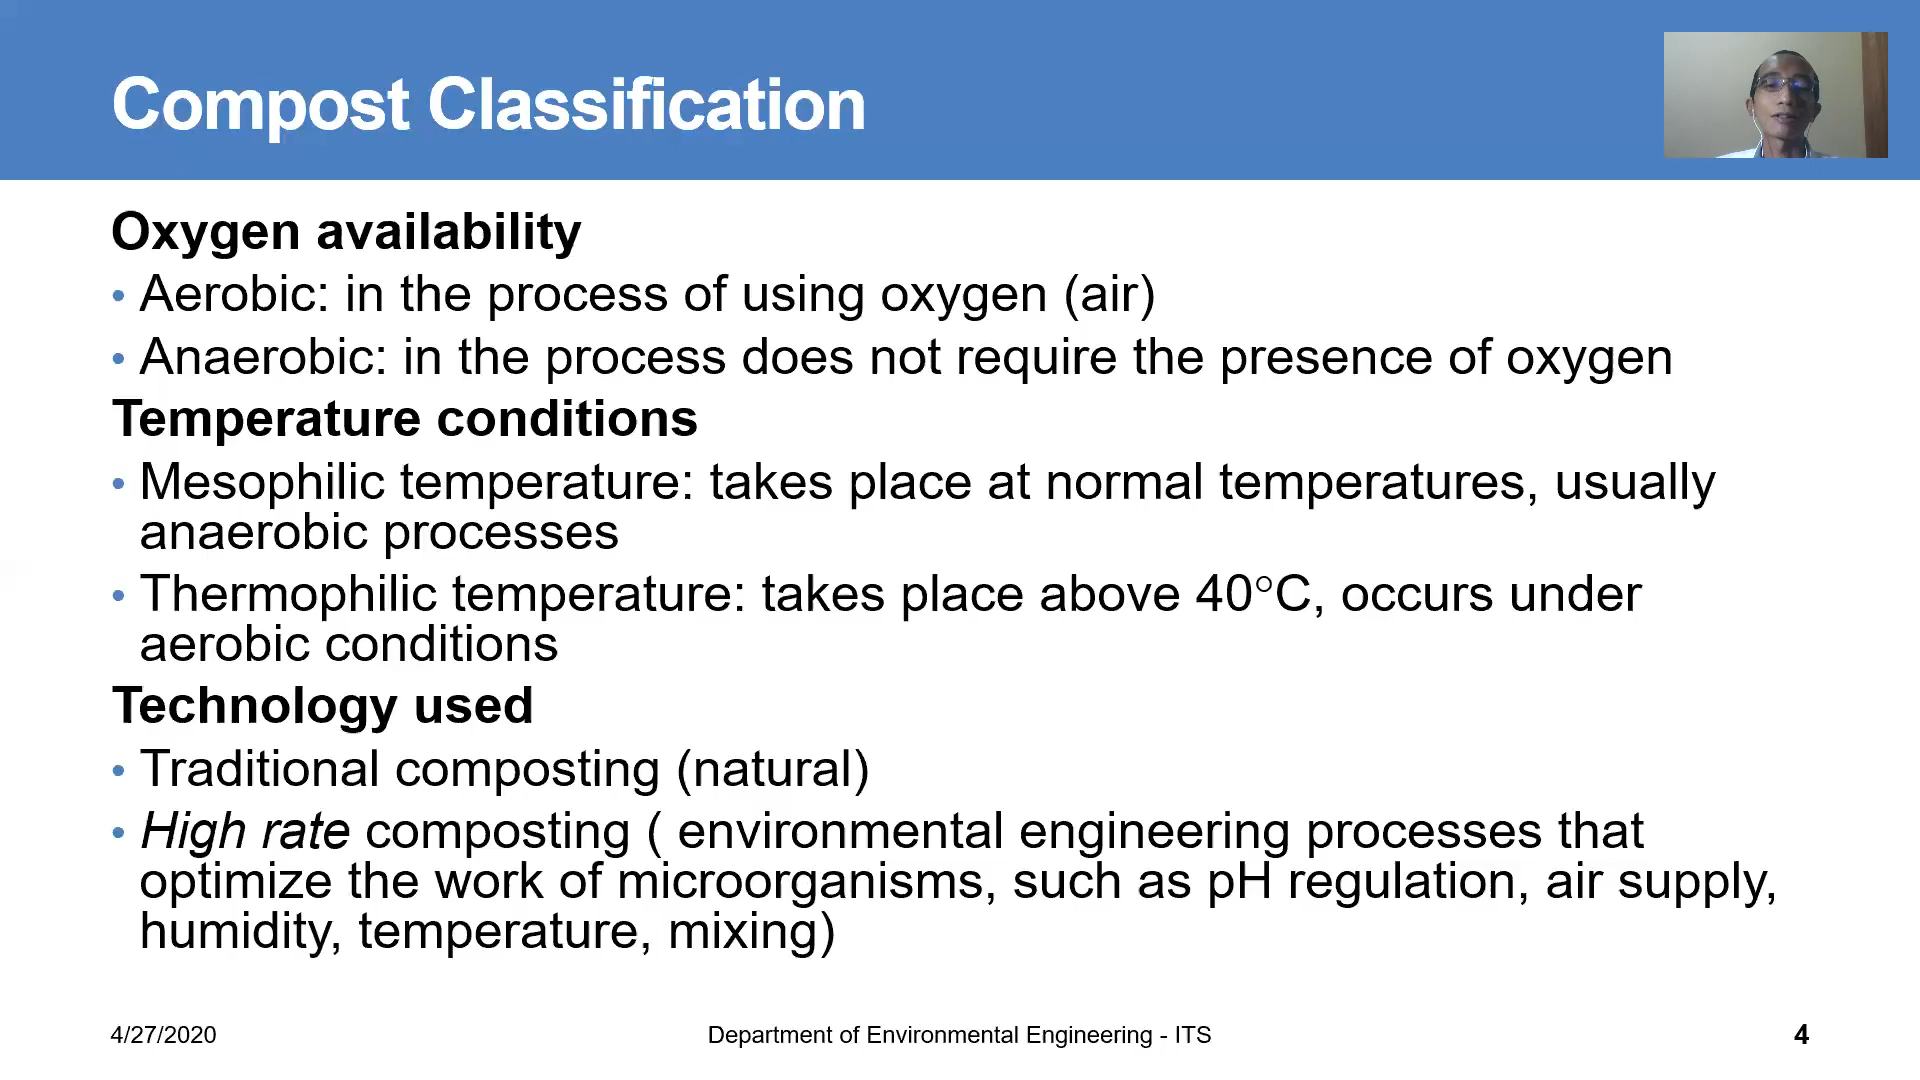 Compost Classification
Oxygen availability
• Aerobic: in the process of using oxygen (air)
• Anaerobic: in the process does not require the presence of oxygen
Temperature conditions
• Mesophilic temperature: takes place at normal temperatures, usually
anaerobic processes
• Thermophilic temperature: takes place above 40°C, occurs under
aerobic conditions
Technology used
• Traditional composting (natural)
• High rate composting ( environmental engineering processes that
optimize the work of microorganisms, such as pH regulation, air supply,
humidity, temperature, mixing)
4/27/2020
Department of Environmental Engineering - ITS
4